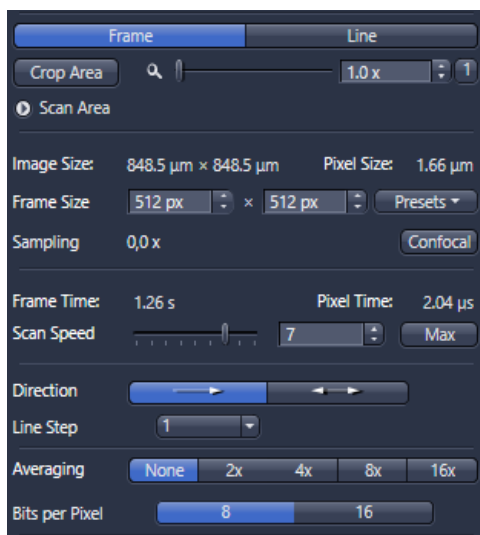 Frame Line
Crop Area 1.0 x 1
Scan Area
Image Size: 848.5 µm × 848.5 µm Pixel Size: 1.66 µm
Frame Size 512 px × 512 px Presets
Sampling 0,0 x Confocal
Frame Time: 1.26 s Pixel Time: 2.04 µs
Scan Speed 7 Max
Direction
Line Step 1
Averaging None 2x 4x 8x 16x
Bits per Pixel 8 16